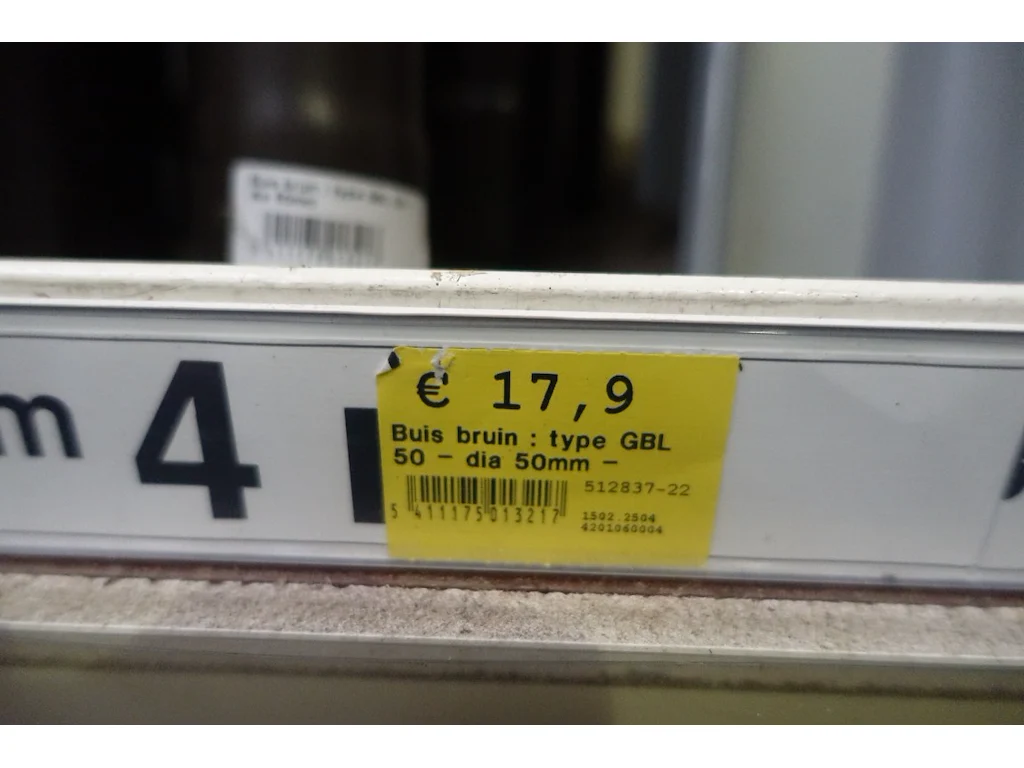 m 4
€ 17,9
Buis bruin : type GBL
50 - dia 50mm -
512837-22
5 411175 013217
1502.2504
4201060004